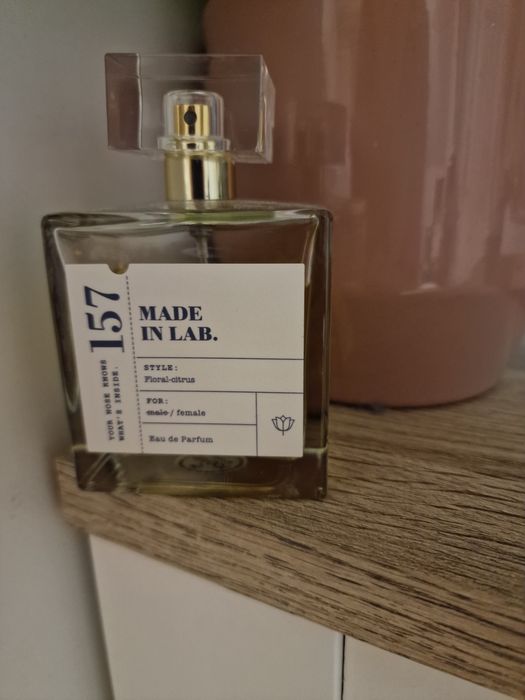 157
YOUR NOSE KNOWS
WHAT'S INSIDE.
MADE
IN LAB.
STYLE:
Floral-citrus
FOR:
male / female
Eau de Parfum